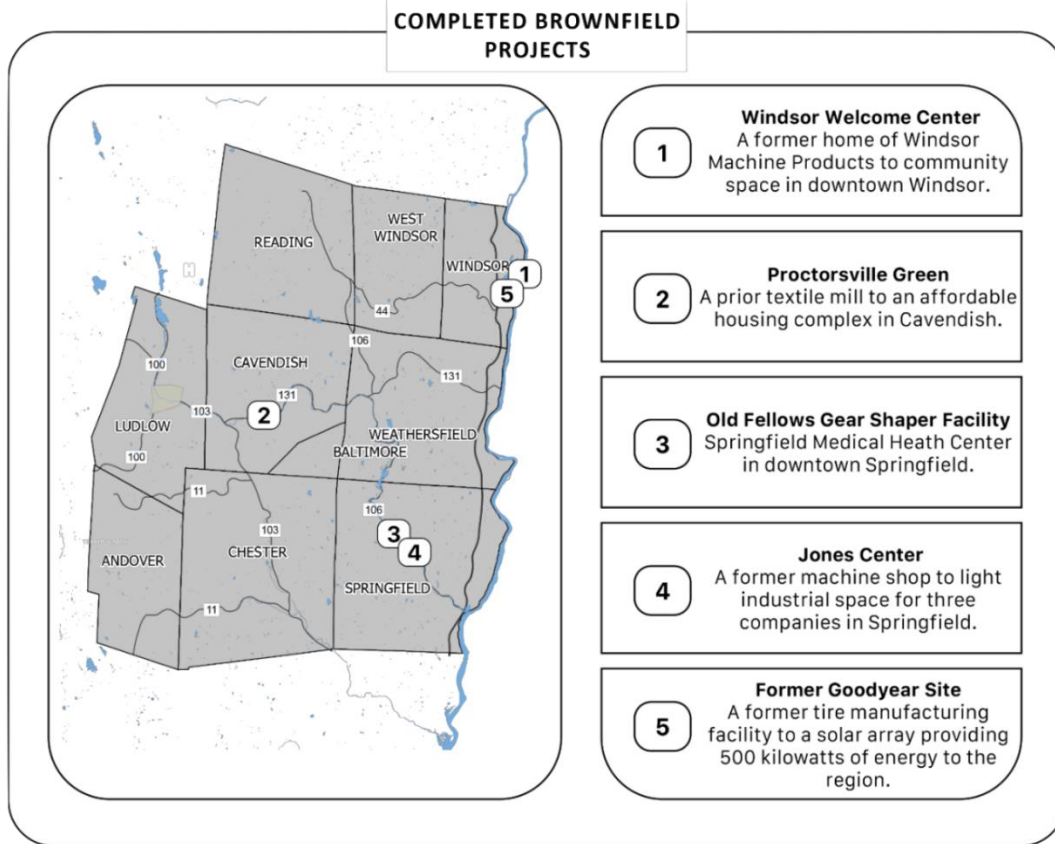 COMPLETED BROWNFIELD
PROJECTS
READING
WEST
WINDSOR
WINDSOR
1
5
44
106
CAVENDISH
131
131
100
103
2
LUDLOW
WEATHERSFIELD
BALTIMORE
100
11
106
103
3
4
ANDOVER
CHESTER
SPRINGFIELD
11
1
Windsor Welcome Center
A former home of Windsor
Machine Products to community
space in downtown Windsor.
2
Proctorsville Green
A prior textile mill to an affordable
housing complex in Cavendish.
3
Old Fellows Gear Shaper Facility
Springfield Medical Heath Center
in downtown Springfield.
4
Jones Center
A former machine shop to light
industrial space for three
companies in Springfield.
5
Former Goodyear Site
A former tire manufacturing
facility to a solar array providing
500 kilowatts of energy to the
region.